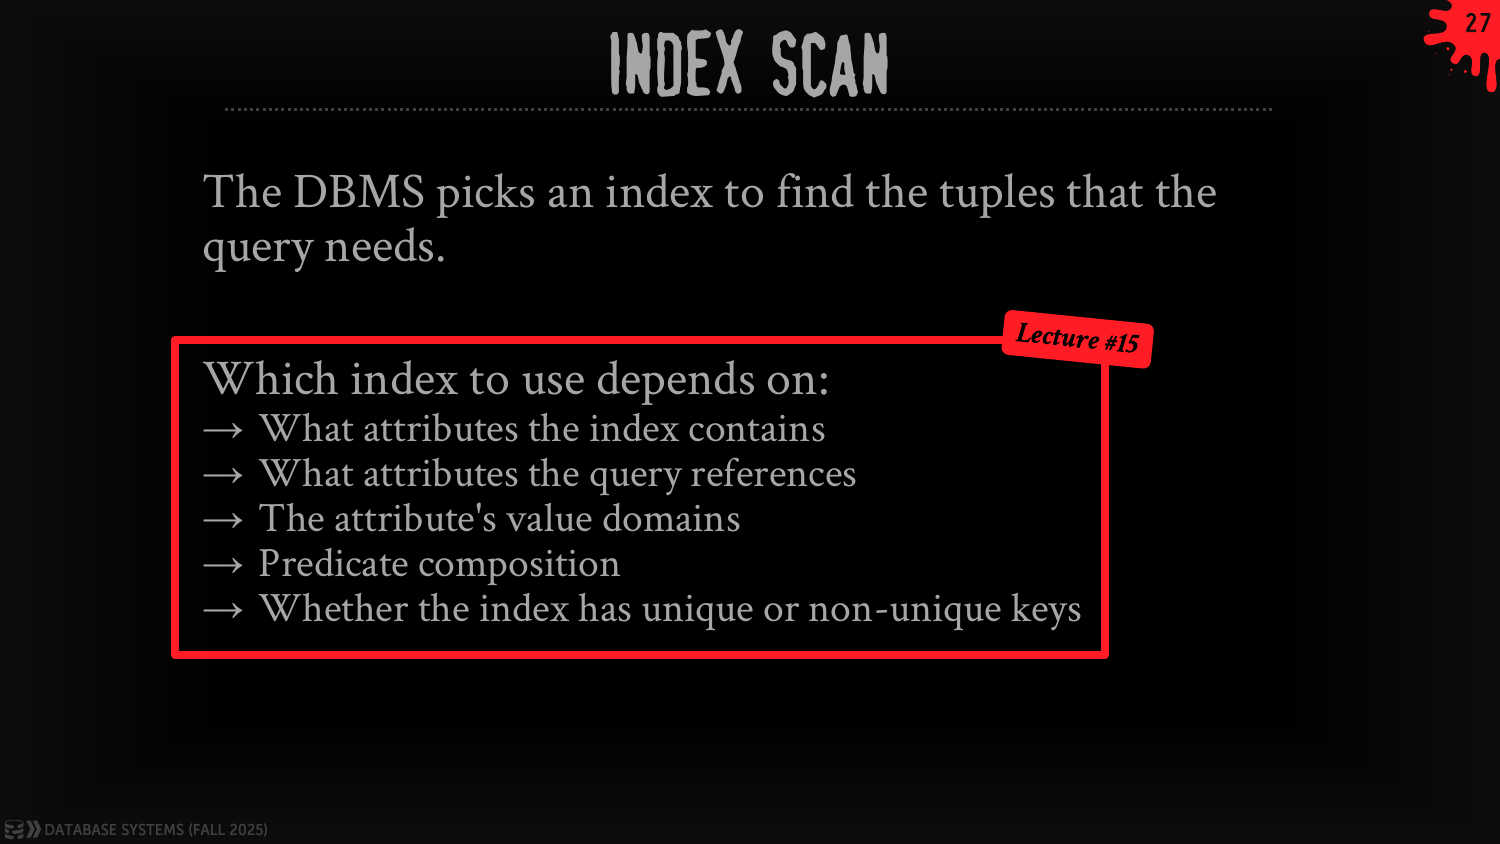 27
INDEX SCAN
The DBMS picks an index to find the tuples that the
query needs.
Lecture #15
Which index to use depends on:
→ What attributes the index contains
→ What attributes the query references
→ The attribute's value domains
→ Predicate composition
→ Whether the index has unique or non-unique keys
DATABASE SYSTEMS (FALL 2025)